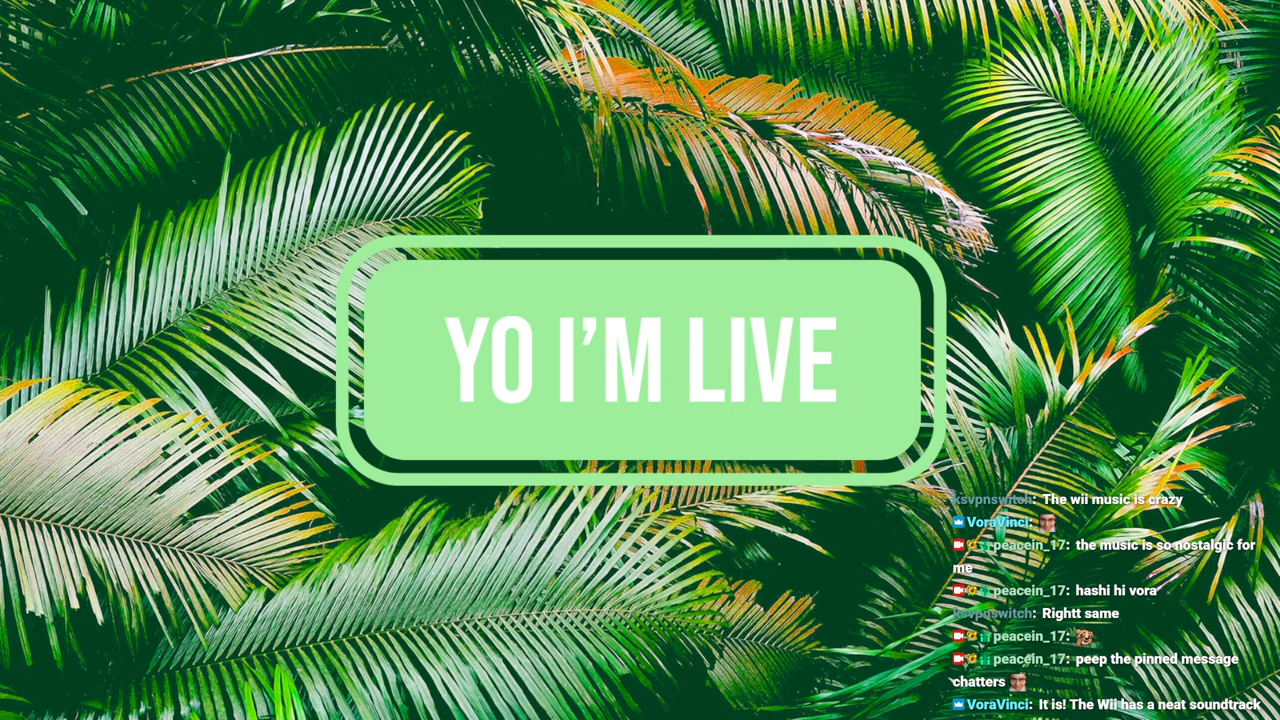 YO I'M LIVE
ksvpnswitch: The wii music is crazy
VoraVinci:
peacein_17: the music is so nostalgic for
me
peacein_17: hashi hi vora
ksvpnswitch: Rightt same
peacein_17:
peacein_17: peep the pinned message
chatters
VoraVinci: It is! The Wii has a neat soundtrack